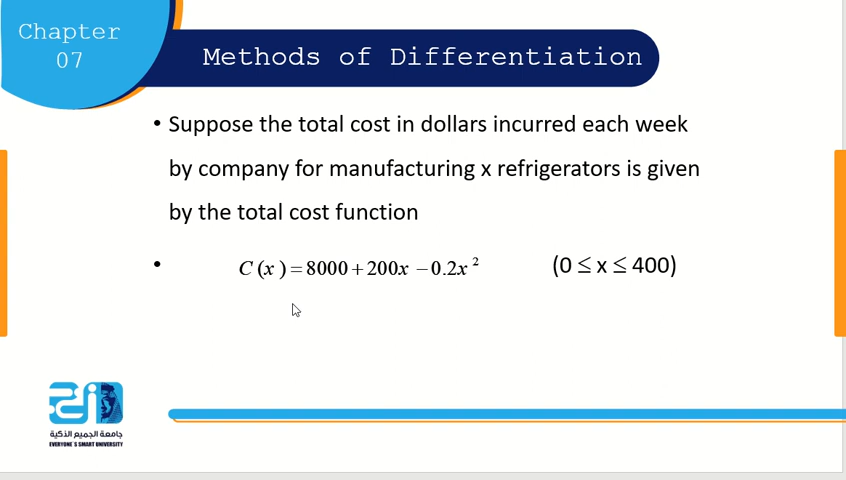 Chapter
07
Methods of Differentiation
• Suppose the total cost in dollars incurred each week
by company for manufacturing x refrigerators is given
by the total cost function
• C(x) = 8000 + 200x − 0.2x² (0 ≤ x ≤ 400)
جامعة الجميع الذكية
EVERYONE'S SMART UNIVERSITY